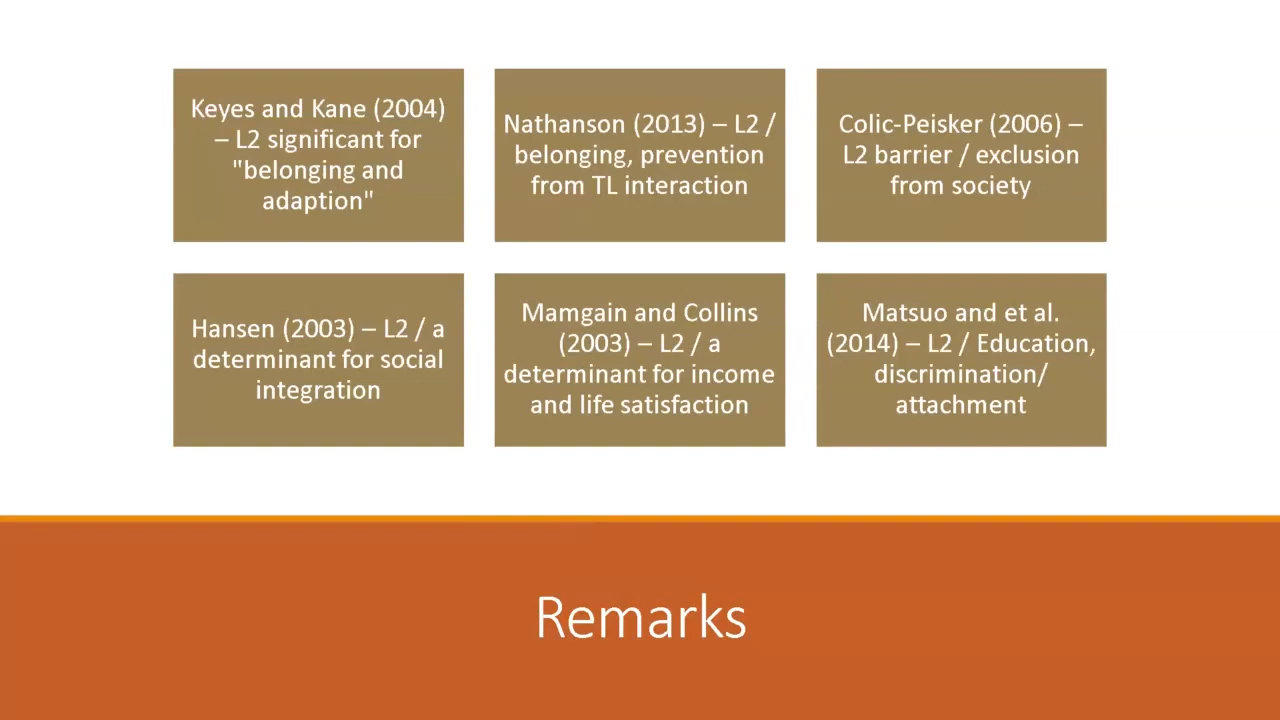 Keyes and Kane (2004)
– L2 significant for
"belonging and
adaption"
Nathanson (2013) – L2 /
belonging, prevention
from TL interaction
Colic-Peisker (2006) –
L2 barrier / exclusion
from society
Hansen (2003) – L2 / a
determinant for social
integration
Mamgain and Collins
(2003) – L2 / a
determinant for income
and life satisfaction
Matsuo and et al.
(2014) – L2 / Education,
discrimination/
attachment
Remarks